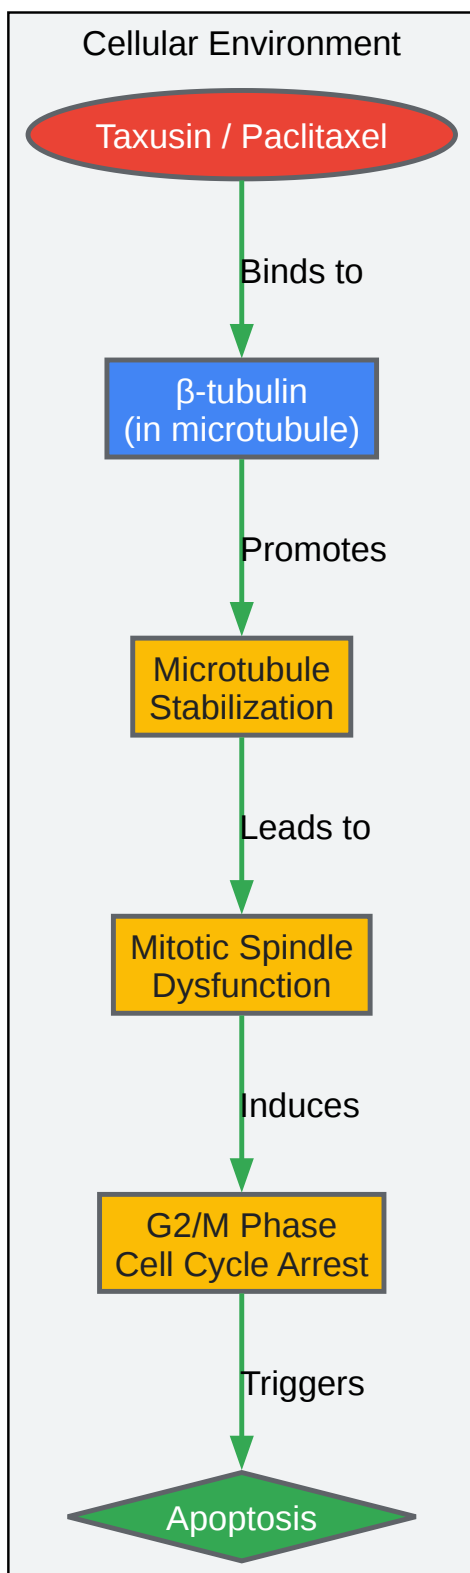 Cellular Environment
Taxusin / Paclitaxel
Binds to
β-tubulin
(in microtubule)
Promotes
Microtubule
Stabilization
Leads to
Mitotic Spindle
Dysfunction
Induces
G2/M Phase
Cell Cycle Arrest
Triggers
Apoptosis